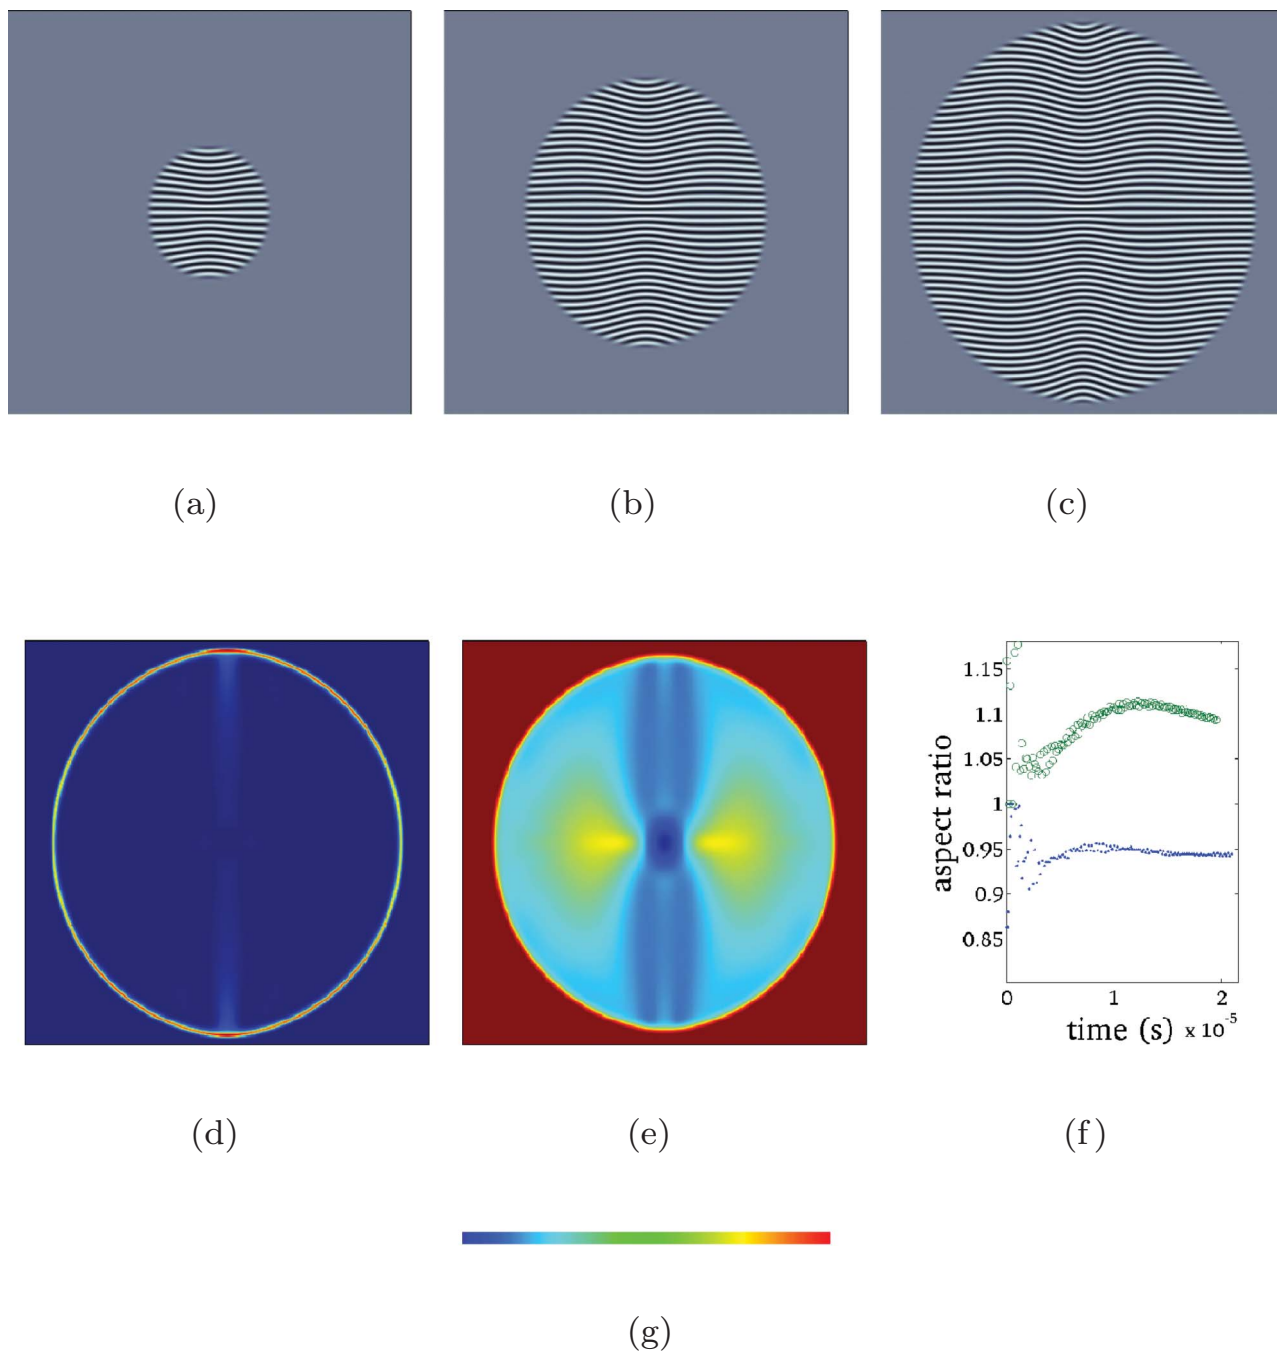 (a)
(b)
(c)
1.15
1.1
1.05
1
0.95
0.9
0.85
aspect ratio
0
1
2
time (s) x 10^-5
(d)
(e)
(f)
(g)